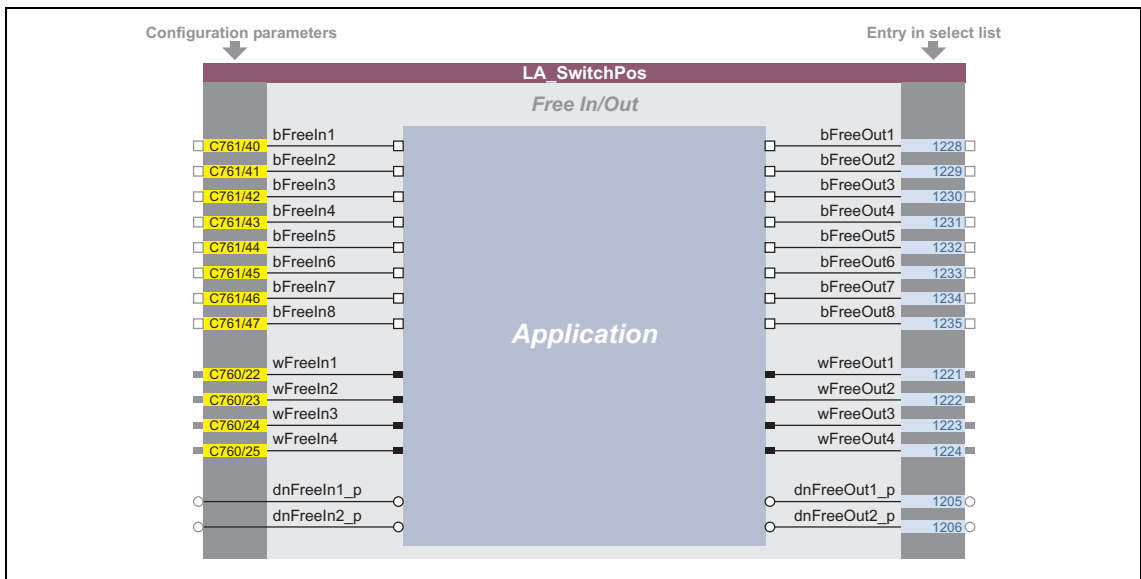 Configuration parameters
Entry in select list
LA_SwitchPos
Free In/Out
bFreeIn1
bFreeOut1
C761/40
1228
bFreeIn2
bFreeOut2
C761/41
1229
bFreeIn3
bFreeOut3
C761/42
1230
bFreeIn4
bFreeOut4
C761/43
1231
bFreeIn5
bFreeOut5
C761/44
1232
bFreeIn6
bFreeOut6
C761/45
1233
bFreeIn7
bFreeOut7
C761/46
1234
bFreeIn8
bFreeOut8
C761/47
1235
Application
wFreeIn1
wFreeOut1
C760/22
1221
wFreeIn2
wFreeOut2
C760/23
1222
wFreeIn3
wFreeOut3
C760/24
1223
wFreeIn4
wFreeOut4
C760/25
1224
dnFreeIn1_p
dnFreeOut1_p
1205
dnFreeIn2_p
dnFreeOut2_p
1206